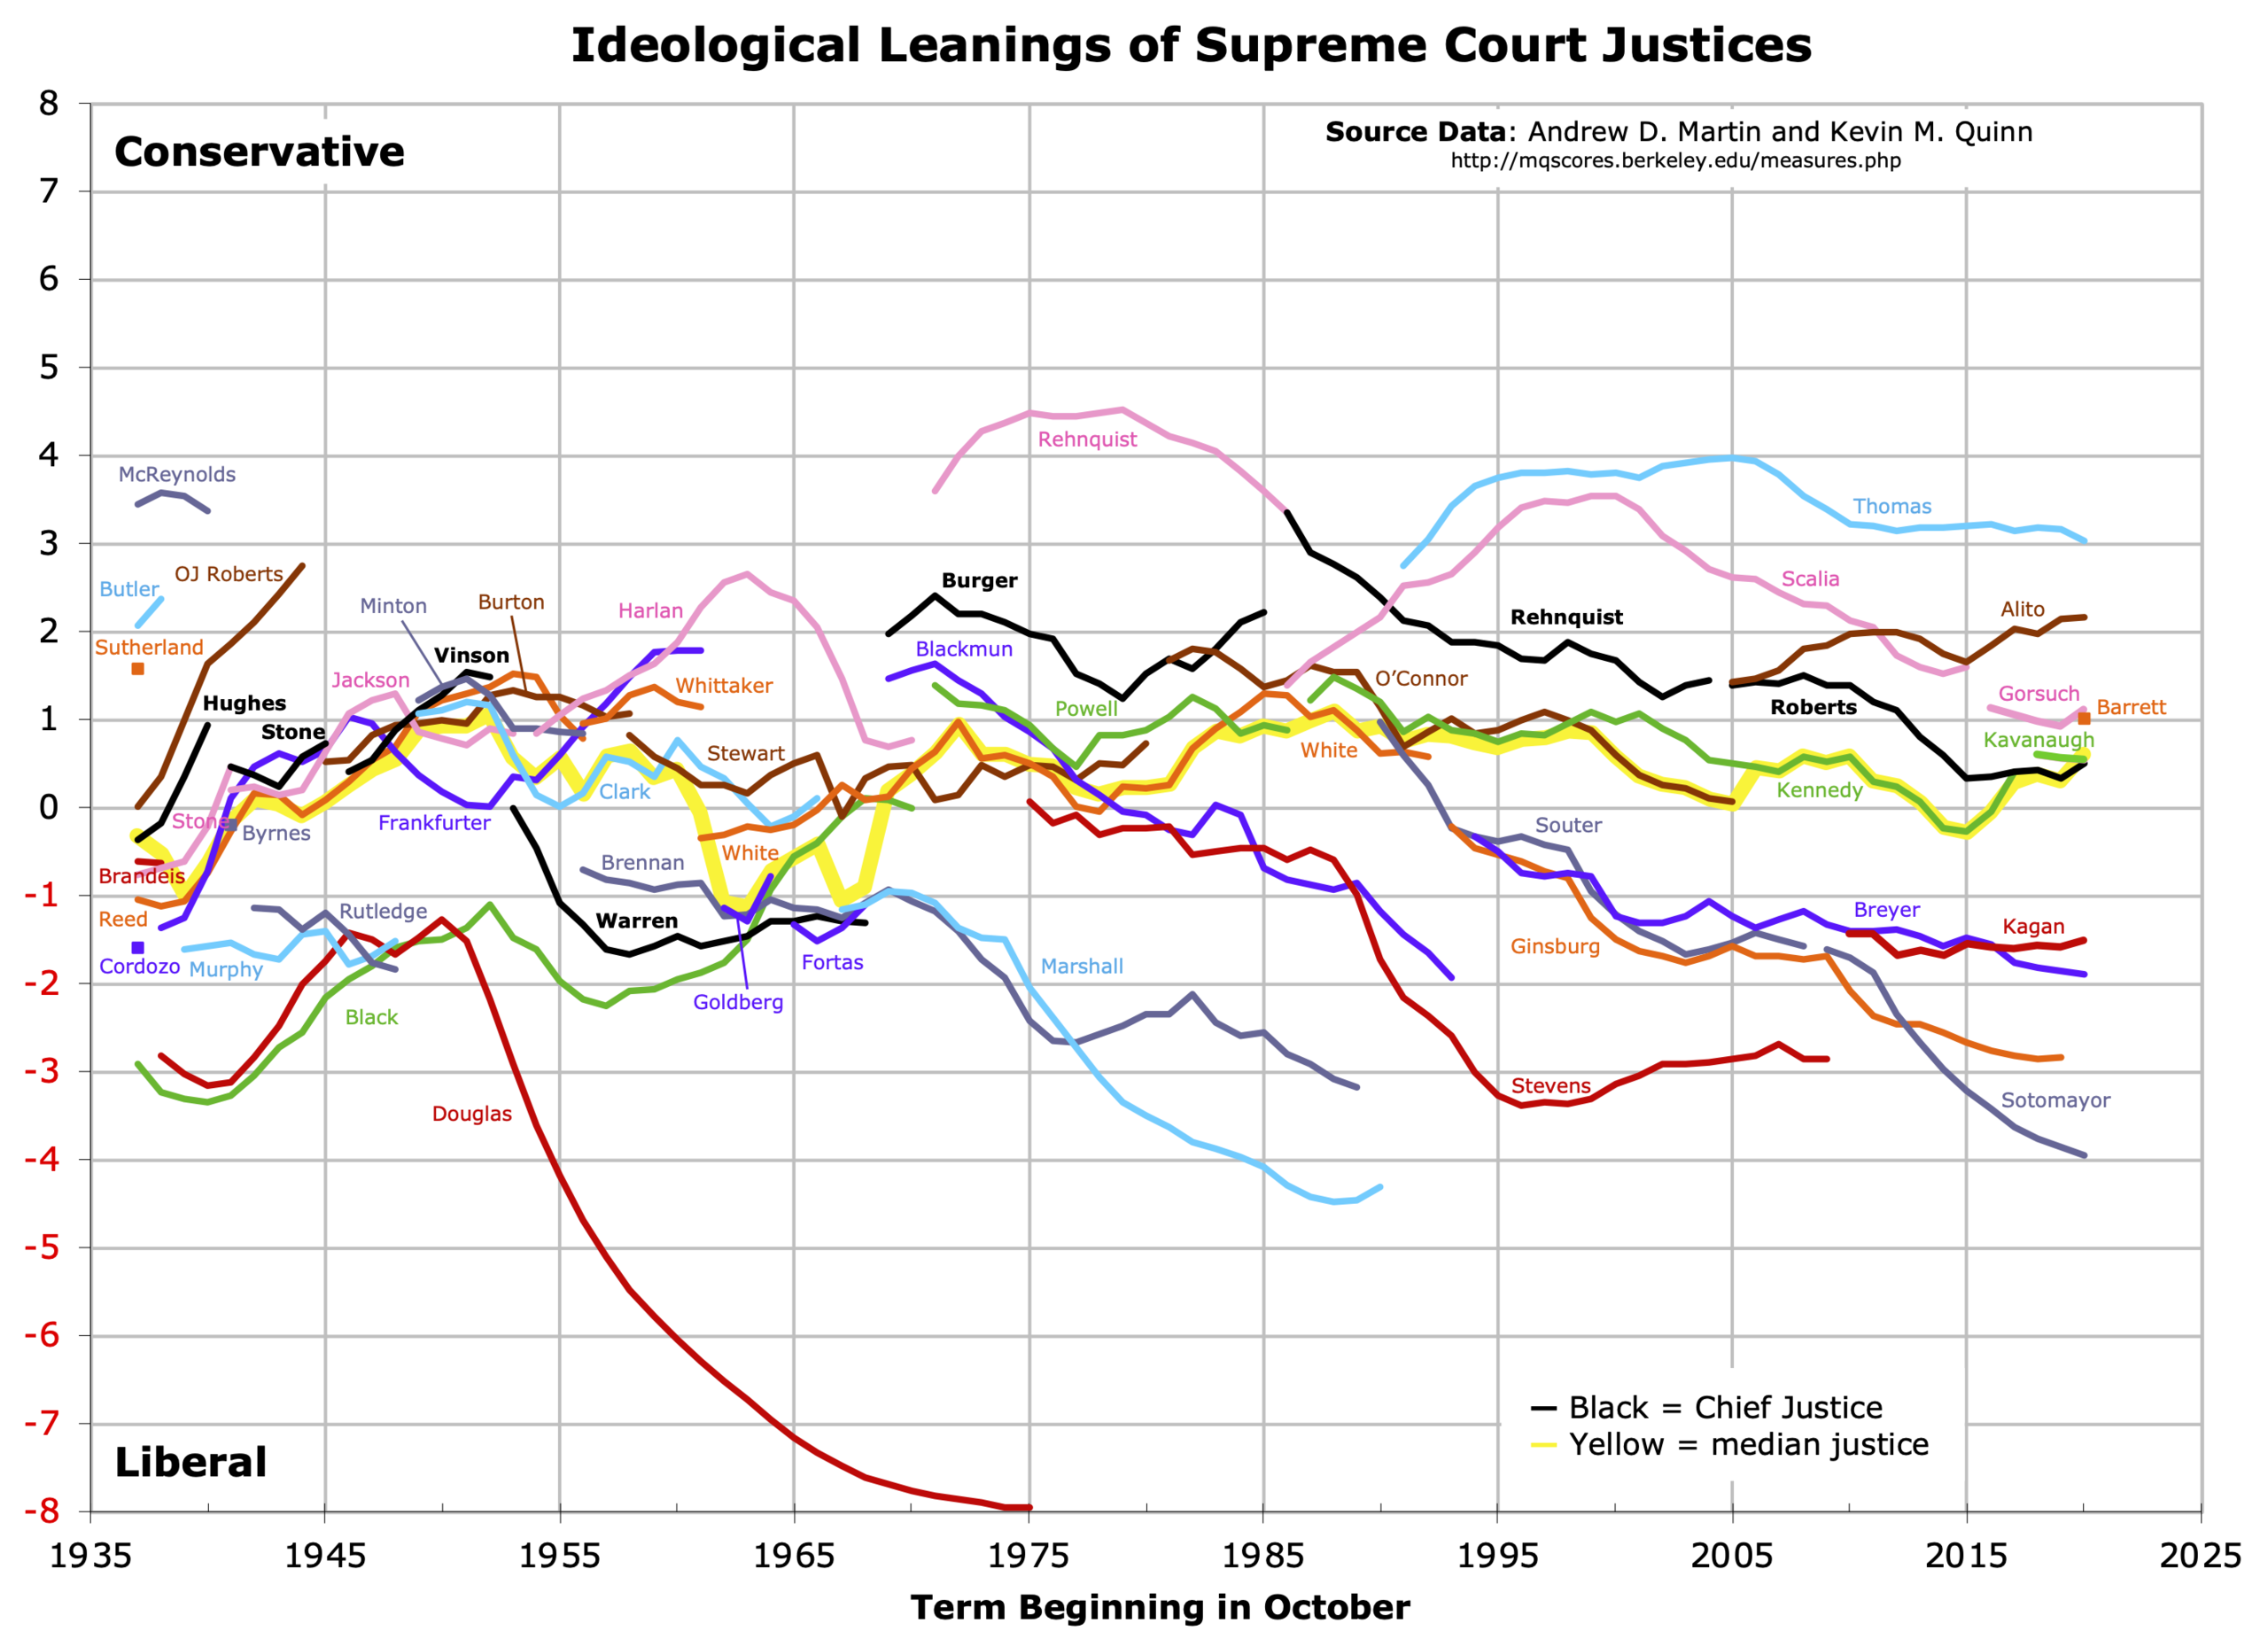 Ideological Leanings of Supreme Court Justices
8
Conservative
Source Data: Andrew D. Martin and Kevin M. Quinn
http://mqscores.berkeley.edu/measures.php
7
6
5
Rehnquist
4
McReynolds
Thomas
3
OJ Roberts
Butler
Scalia
Burger
Minton
Burton
Harlan
Alito
Rehnquist
2
Sutherland
Vinson
Blackmun
Jackson
Whittaker
O’Connor
Gorsuch
Hughes
Powell
Roberts
Barrett
1
Stone
Kavanaugh
Stewart
White
Clark
Kennedy
0
Stone
Byrnes
Frankfurter
Souter
White
Brennan
Brandeis
-1
Reed
Rutledge
Warren
Breyer
Kagan
Ginsburg
Cordozo
Murphy
Fortas
Marshall
-2
Goldberg
Black
-3
Stevens
Sotomayor
Douglas
-4
-5
-6
-7
Black = Chief Justice
Yellow = median justice
Liberal
-8
1935 1945 1955 1965 1975 1985 1995 2005 2015 2025
Term Beginning in October